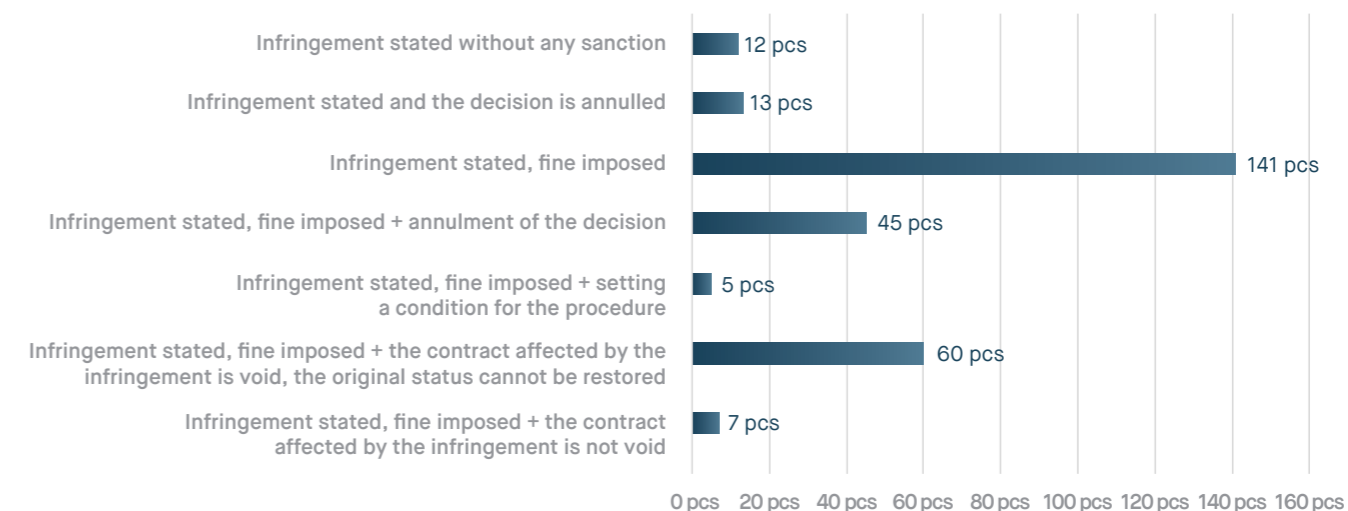 Infringement stated without any sanction 12 pcs
Infringement stated and the decision is annulled 13 pcs
Infringement stated, fine imposed 141 pcs
Infringement stated, fine imposed + annulment of the decision 45 pcs
Infringement stated, fine imposed + setting
a condition for the procedure
5 pcs
Infringement stated, fine imposed + the contract affected by the
infringement is void, the original status cannot be restored
60 pcs
Infringement stated, fine imposed + the contract
affected by the infringement is not void
7 pcs
0 pcs 20 pcs 40 pcs 60 pcs 80 pcs 100 pcs 120 pcs 140 pcs 160 pcs